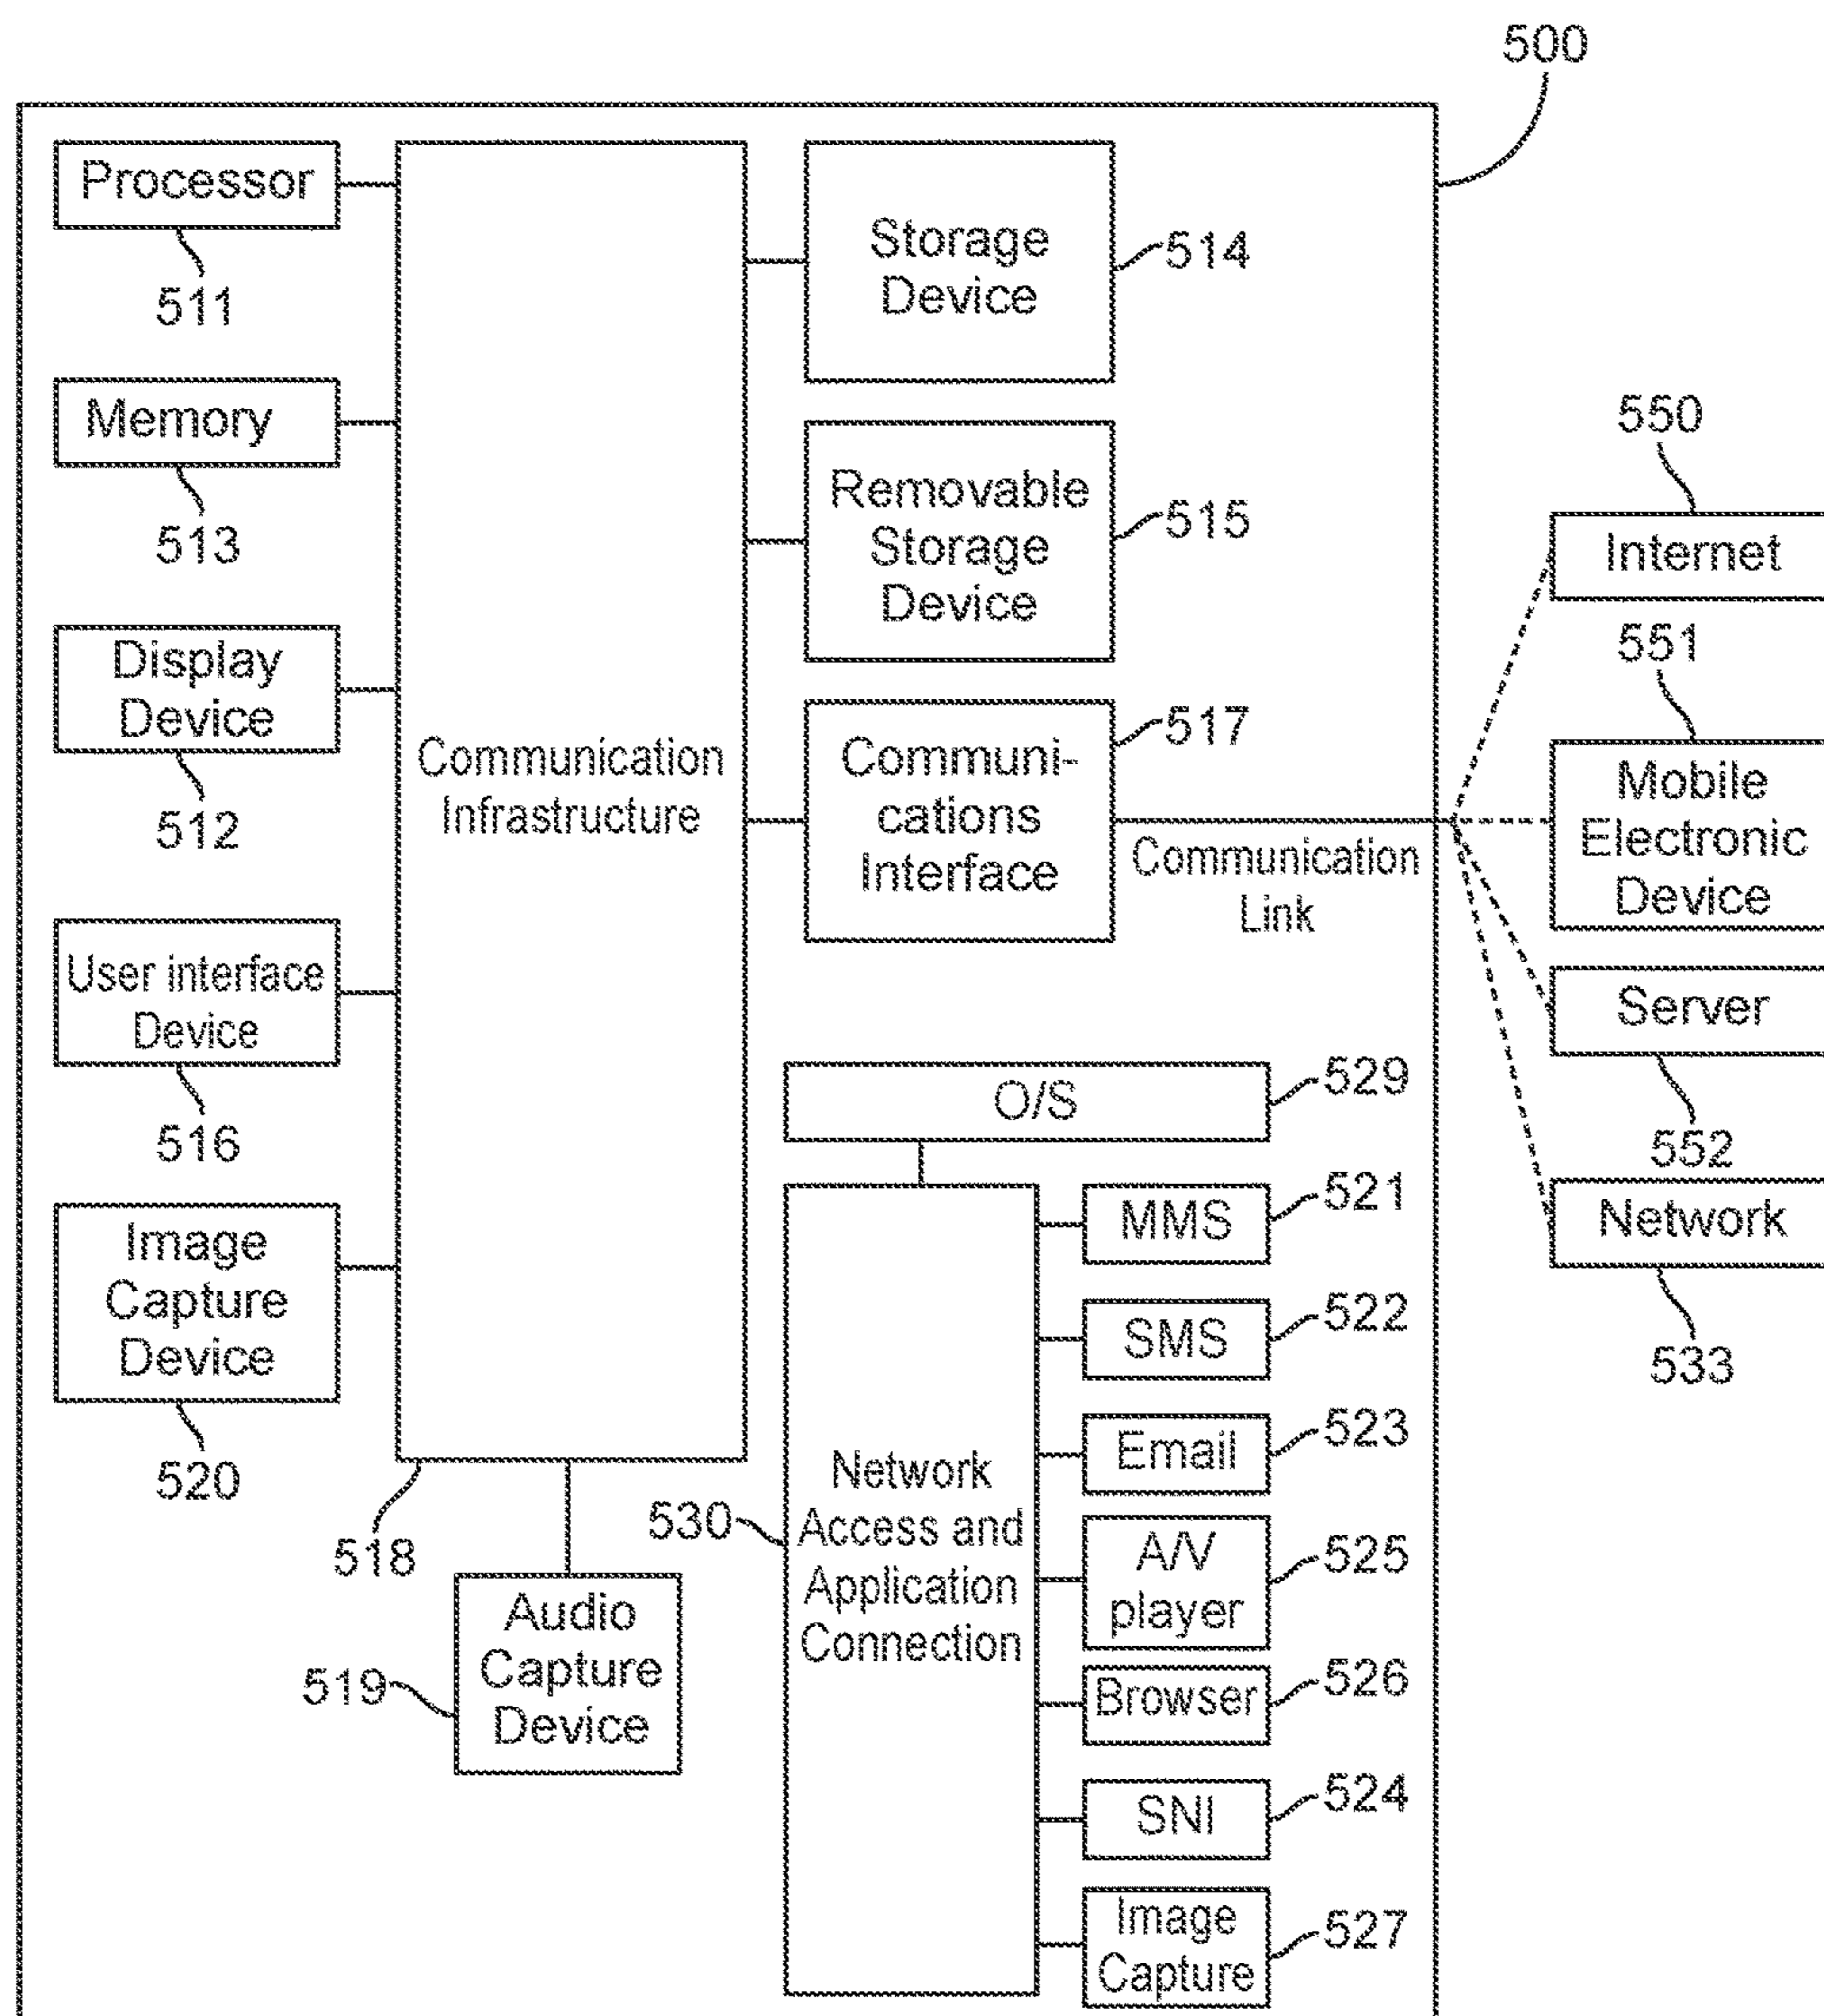 500
Processor
511
Memory
513
Display
Device
512
User interface
Device
516
Image
Capture
Device
520
Communication
Infrastructure
518
Audio
Capture
Device
519
Storage
Device
514
Removable
Storage
Device
515
Communi-
cations
Interface
517
Communication
Link
550
Internet
551
Mobile
Electronic
Device
Server
552
Network
533
O/S
529
Network
Access and
Application
Connection
530
MMS
521
SMS
522
Email
523
A/V
player
525
Browser
526
SNI
524
Image
Capture
527